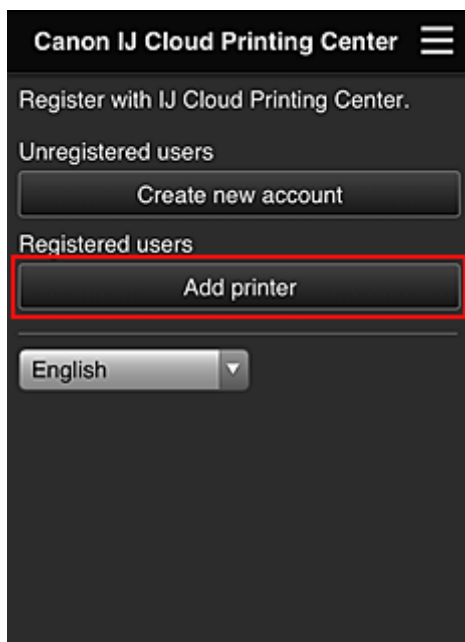 Canon IJ Cloud Printing Center
Register with IJ Cloud Printing Center.
Unregistered users
Create new account
Registered users
Add printer
English